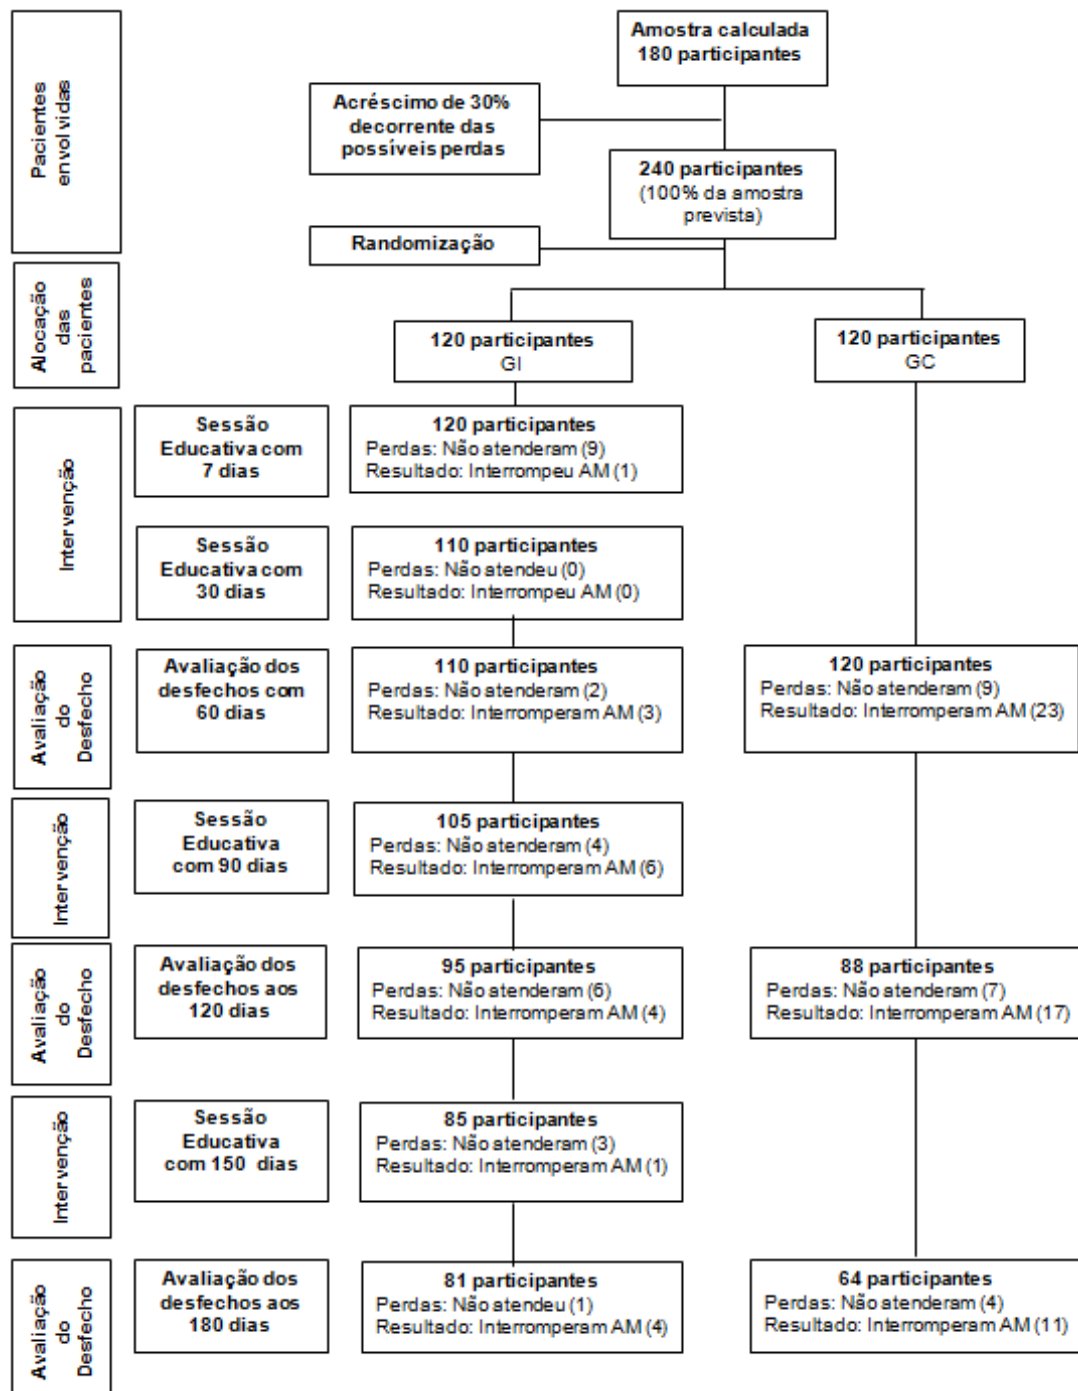 Amostra calculada
180 participantes
Acréscimo de 30%
decorrente das
possíveis perdas
240 participantes
(100% da amostra
prevista)
Randomização
Pacientes
envolvidas
Alocação
das
pacientes
120 participantes
GI
120 participantes
GC
Intervenção
Sessão
Educativa com
7 dias
120 participantes
Perdas: Não atenderam (9)
Resultado: Interrompeu AM (1)
Sessão
Educativa com
30 dias
110 participantes
Perdas: Não atendeu (0)
Resultado: Interrompeu AM (0)
Avaliação
do
Desfecho
Avaliação dos
desfechos com
60 dias
110 participantes
Perdas: Não atenderam (2)
Resultado: Interromperam AM (3)
120 participantes
Perdas: Não atenderam (9)
Resultado: Interromperam AM (23)
Intervenção
Sessão
Educativa
com 90 dias
105 participantes
Perdas: Não atenderam (4)
Resultado: Interromperam AM (6)
Avaliação
do
Desfecho
Avaliação dos
desfechos aos
120 dias
95 participantes
Perdas: Não atenderam (6)
Resultado: Interromperam AM (4)
88 participantes
Perdas: Não atenderam (7)
Resultado: Interromperam AM (17)
Intervenção
Sessão
Educativa
com 150 dias
85 participantes
Perdas: Não atenderam (3)
Resultado: Interromperam AM (1)
Avaliação
do
Desfecho
Avaliação dos
desfechos aos
180 dias
81 participantes
Perdas: Não atendeu (1)
Resultado: Interromperam AM (4)
64 participantes
Perdas: Não atenderam (4)
Resultado: Interromperam AM (11)